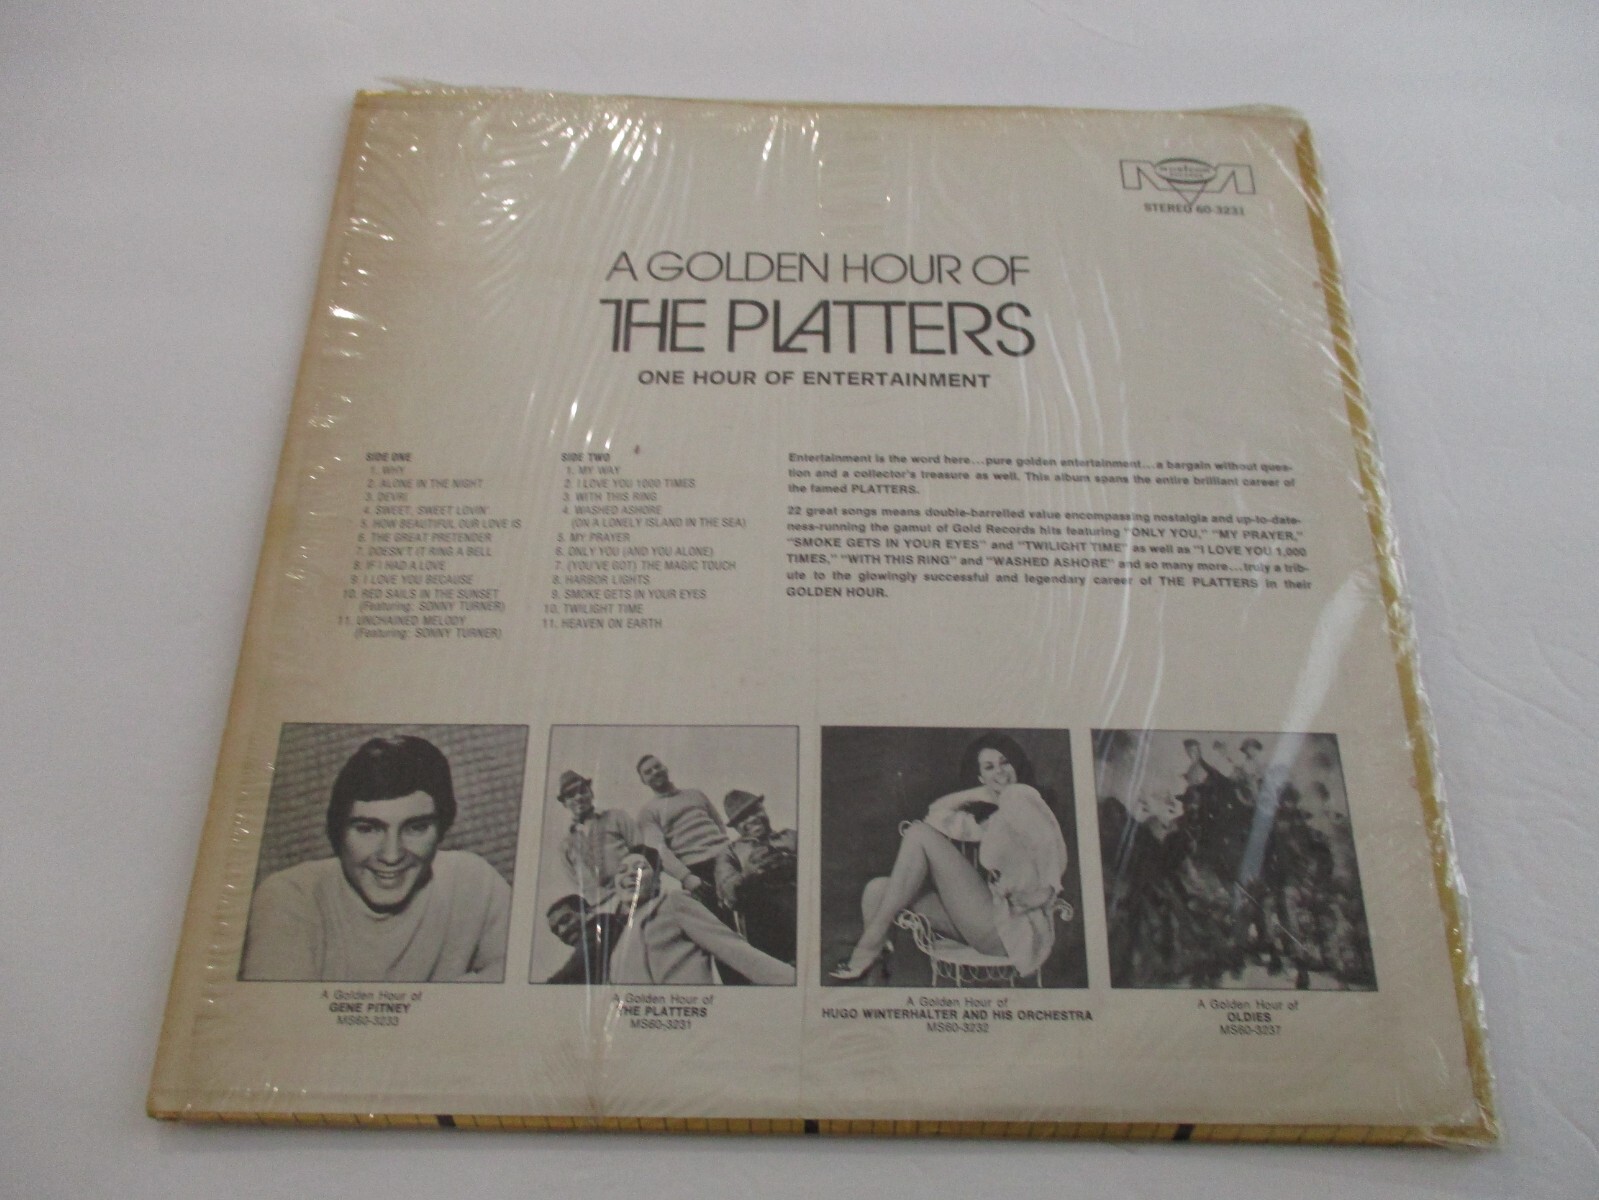 STEREO 60-3231
A GOLDEN HOUR OF
THE PLATTERS
ONE HOUR OF ENTERTAINMENT
SIDE ONE
1. WHY
2. ALONE IN THE NIGHT
3. DEVRI
4. SWEET, SWEET LOVIN'
5. HOW BEAUTIFUL OUR LOVE IS
6. THE GREAT PRETENDER
7. DOESN'T IT RING A BELL
8. IF I HAD A LOVE
9. I LOVE YOU BECAUSE
10. RED SAILS IN THE SUNSET
(Featuring: SONNY TURNER)
11. UNCHAINED MELODY
(Featuring: SONNY TURNER)
SIDE TWO
1. MY WAY
2. I LOVE YOU 1000 TIMES
3. WITH THIS RING
4. WASHED ASHORE
(ON A LONELY ISLAND IN THE SEA)
5. MY PRAYER
6. ONLY YOU (AND YOU ALONE)
7. (YOU'VE GOT) THE MAGIC TOUCH
8. HARBOR LIGHTS
9. SMOKE GETS IN YOUR EYES
10. TWILIGHT TIME
11. HEAVEN ON EARTH
Entertainment is the word here...pure golden entertainment...a bargain without ques-
tion and a collector's treasure as well. This album spans the entire brilliant career of
the famed PLATTERS.
22 great songs means double-barrelled value encompassing nostalgia and up-to-date-
ness-running the gamut of Gold Records hits featuring "ONLY YOU," "MY PRAYER,"
"SMOKE GETS IN YOUR EYES" and "TWILIGHT TIME" as well as "I LOVE YOU 1,000
TIMES," "WITH THIS RING" and "WASHED ASHORE" and so many more...truly a trib-
ute to the glowingly successful and legendary career of THE PLATTERS in their
GOLDEN HOUR.
A Golden Hour of
GENE PITNEY
MS60-3233
A Golden Hour of
THE PLATTERS
MS60-3231
A Golden Hour of
HUGO WINTERHALTER AND HIS ORCHESTRA
MS60-3232
A Golden Hour of
OLDIES
MS60-3237